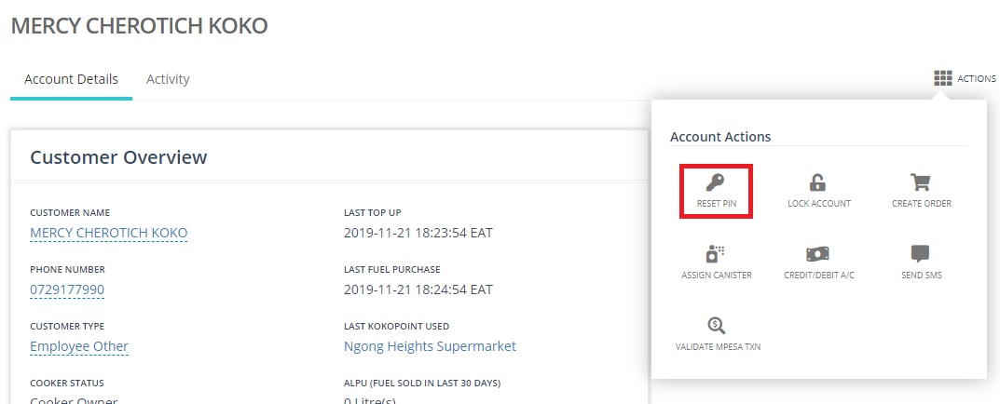 MERCY CHEROTICH KOKO
Account Details Activity
ACTIONS
Customer Overview
CUSTOMER NAME
MERCY CHEROTICH KOKO
PHONE NUMBER
0729177990
CUSTOMER TYPE
Employee Other
COOKER STATUS
Cooker Owner
LAST TOP UP
2019-11-21 18:23:54 EAT
LAST FUEL PURCHASE
2019-11-21 18:24:54 EAT
LAST KOKOPOINT USED
Ngong Heights Supermarket
ALPU (FUEL SOLD IN LAST 30 DAYS)
0 Litre(s)
Account Actions
RESET PIN LOCK ACCOUNT CREATE ORDER
ASSIGN CANISTER CREDIT/DEBIT A/C SEND SMS
VALIDATE MPESA TXN